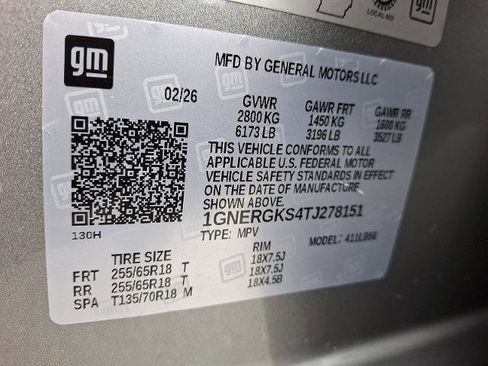 LOCAL 602
gm
MFD BY GENERAL MOTORS LLC
02/26
GVWR GAWR FRT GAWR RR
2800 KG 1450 KG 1600 KG
6173 LB 3196 LB 3527 LB
THIS VEHICLE CONFORMS TO ALL
APPLICABLE U.S. FEDERAL MOTOR
VEHICLE SAFETY STANDARDS IN EFFECT
ON THE DATE OF MANUFACTURE
SHOWN ABOVE.
1GNERGKS4TJ278151
TYPE: MPV MODEL:
130H
TIRE SIZE RIM
FRT 255/65R18 T 18X7.5J
RR 255/65R18 T 18X7.5J
SPA T135/70R18 M 18X4.5B